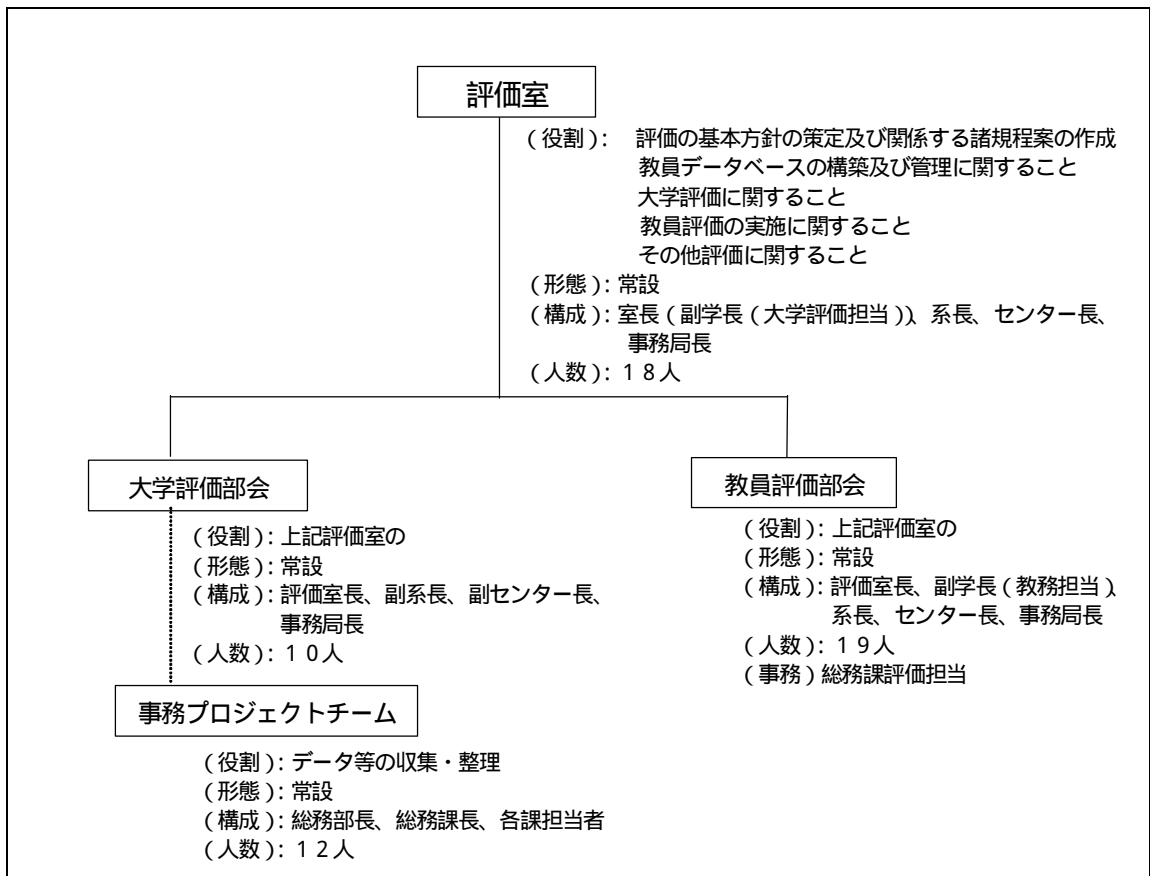 評価室
(役割): 評価の基本方針の策定及び関係する諸規程案の作成
教員データベースの構築及び管理に関すること
大学評価に関すること
教員評価の実施に関すること
その他評価に関すること
(形態): 常設
(構成): 室長(副学長(大学評価担当))、系長、センター長、
事務局長
(人数): 18人
大学評価部会
(役割): 上記評価室の
(形態): 常設
(構成): 評価室長、副系長、副センター長、
事務局長
(人数): 10人
事務プロジェクトチーム
(役割): データ等の収集・整理
(形態): 常設
(構成): 総務部長、総務課長、各課担当者
(人数): 12人
教員評価部会
(役割): 上記評価室の
(形態): 常設
(構成): 評価室長、副学長(教務担当)、
系長、センター長、事務局長
(人数): 19人
(事務)総務課評価担当